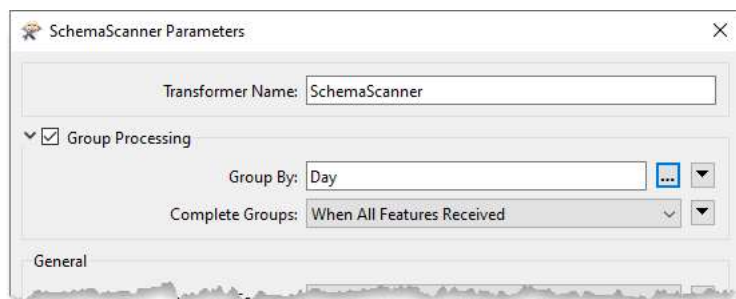 SchemaScanner Parameters
Transformer Name: SchemaScanner
Group Processing
Group By: Day ...
Complete Groups: When All Features Received
General